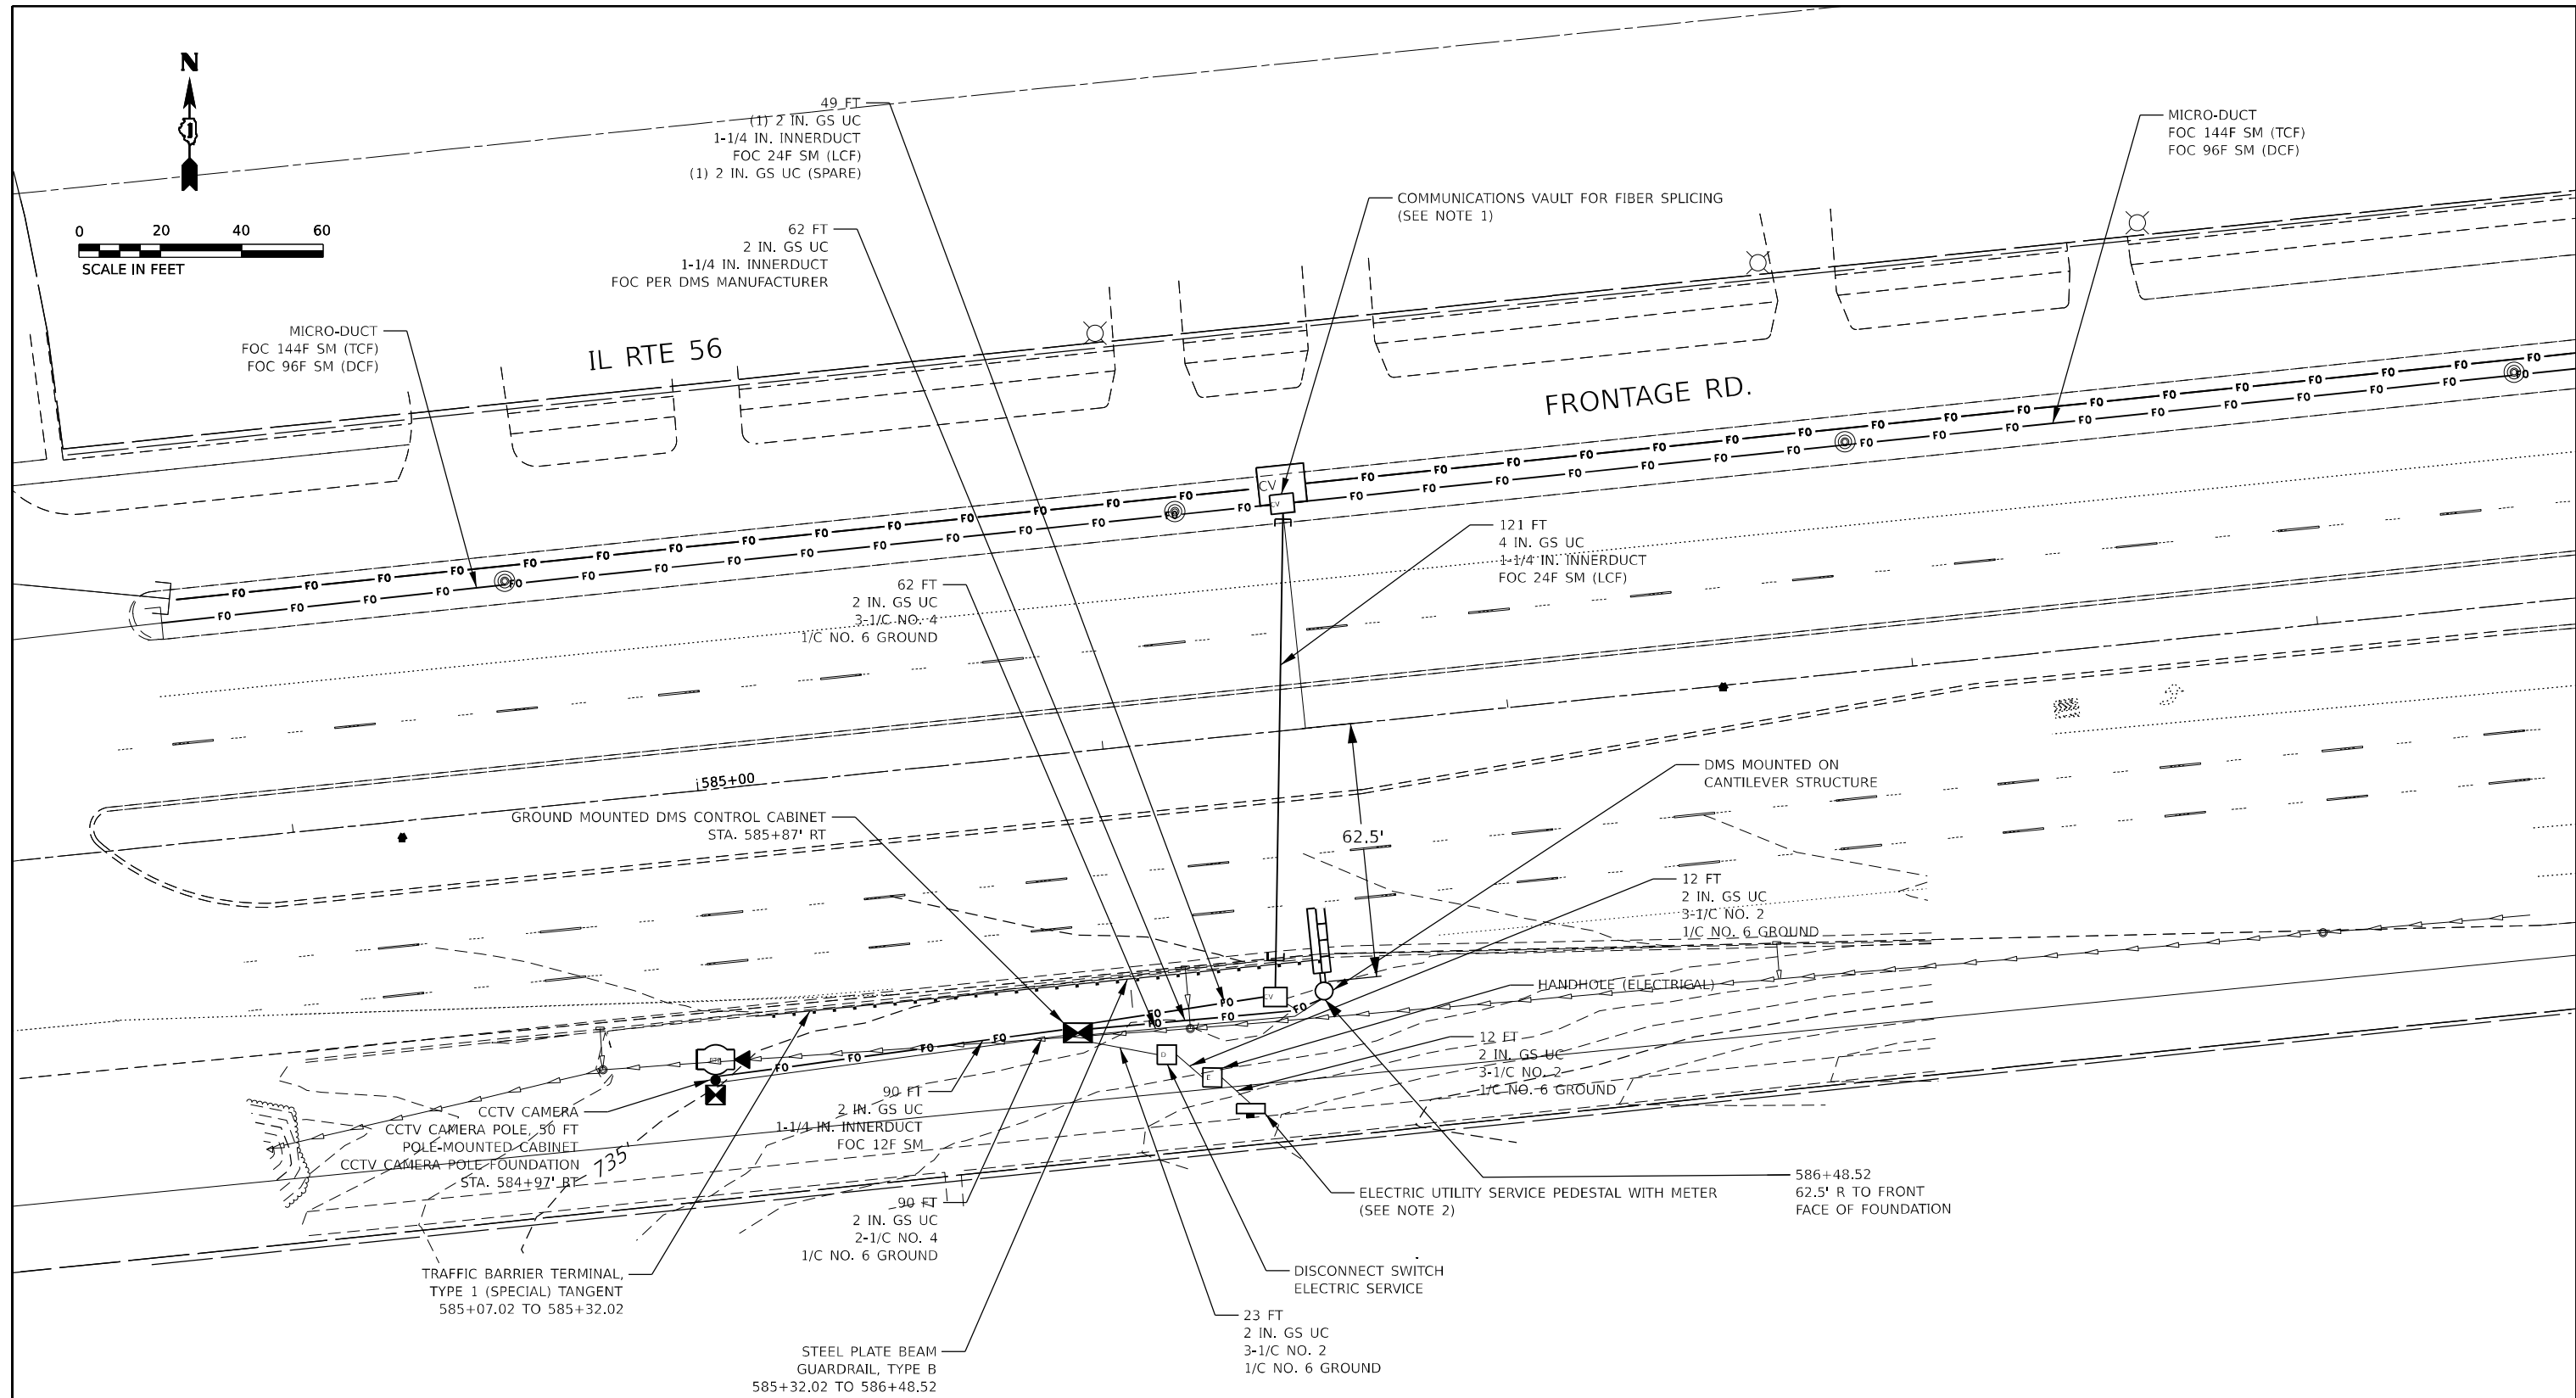 N
0 20 40 60
SCALE IN FEET
49 FT
(1) 2 IN. GS UC
1-1/4 IN. INNERDUCT
FOC 24F SM (LCF)
(1) 2 IN. GS UC (SPARE)
62 FT
2 IN. GS UC
1-1/4 IN. INNERDUCT
FOC PER DMS MANUFACTURER
MICRO-DUCT
FOC 144F SM (TCF)
FOC 96F SM (DCF)
COMMUNICATIONS VAULT FOR FIBER SPLICING
(SEE NOTE 1)
MICRO-DUCT
FOC 144F SM (TCF)
FOC 96F SM (DCF)
IL RTE 56
FRONTAGE RD.
CV
CV
121 FT
4 IN. GS UC
1-1/4 IN. INNERDUCT
FOC 24F SM (LCF)
62 FT
2 IN. GS UC
3-1/C NO. 4
1/C NO. 6 GROUND
585+00
GROUND MOUNTED DMS CONTROL CABINET
STA. 585+87' RT
DMS MOUNTED ON
CANTILEVER STRUCTURE
62.5'
12 FT
2 IN. GS UC
3-1/C NO. 2
1/C NO. 6 GROUND
HANDHOLE (ELECTRICAL)
CV
12 FT
2 IN. GS UC
3-1/C NO. 2
1/C NO. 6 GROUND
CCTV CAMERA
CCTV CAMERA POLE, 50 FT
POLE-MOUNTED CABINET
CCTV CAMERA POLE FOUNDATION
STA. 584+97' RT
735'
90 FT
2 IN. GS UC
1-1/4 IN. INNERDUCT
FOC 12F SM
90 FT
2 IN. GS UC
2-1/C NO. 4
1/C NO. 6 GROUND
ELECTRIC UTILITY SERVICE PEDESTAL WITH METER
(SEE NOTE 2)
586+48.52
62.5' R TO FRONT
FACE OF FOUNDATION
TRAFFIC BARRIER TERMINAL,
TYPE 1 (SPECIAL) TANGENT
585+07.02 TO 585+32.02
DISCONNECT SWITCH
ELECTRIC SERVICE
23 FT
2 IN. GS UC
3-1/C NO. 2
1/C NO. 6 GROUND
STEEL PLATE BEAM
GUARDRAIL, TYPE B
585+32.02 TO 586+48.52